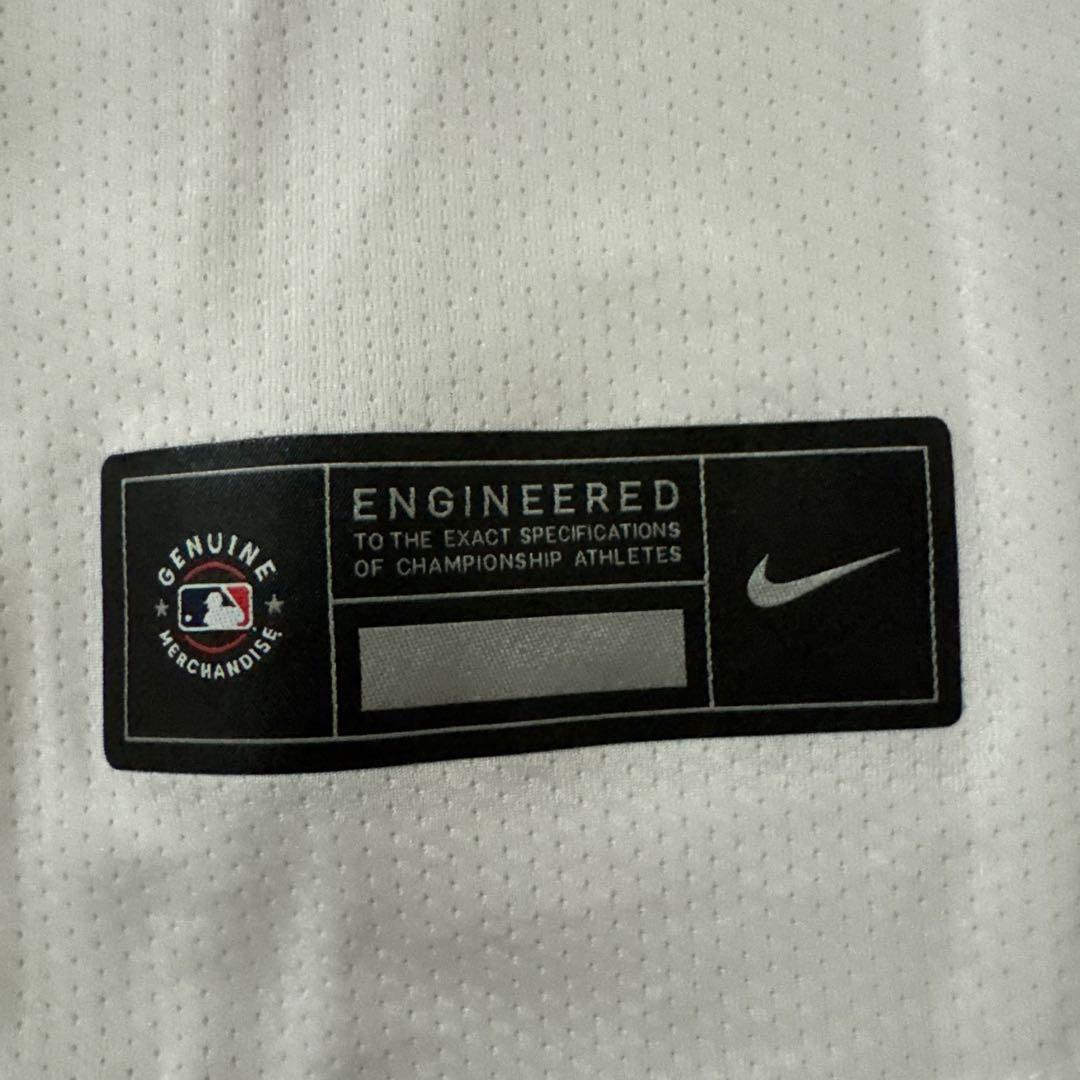 GENUINE
MERCHANDISE
ENGINEERED
TO THE EXACT SPECIFICATIONS
OF CHAMPIONSHIP ATHLETES